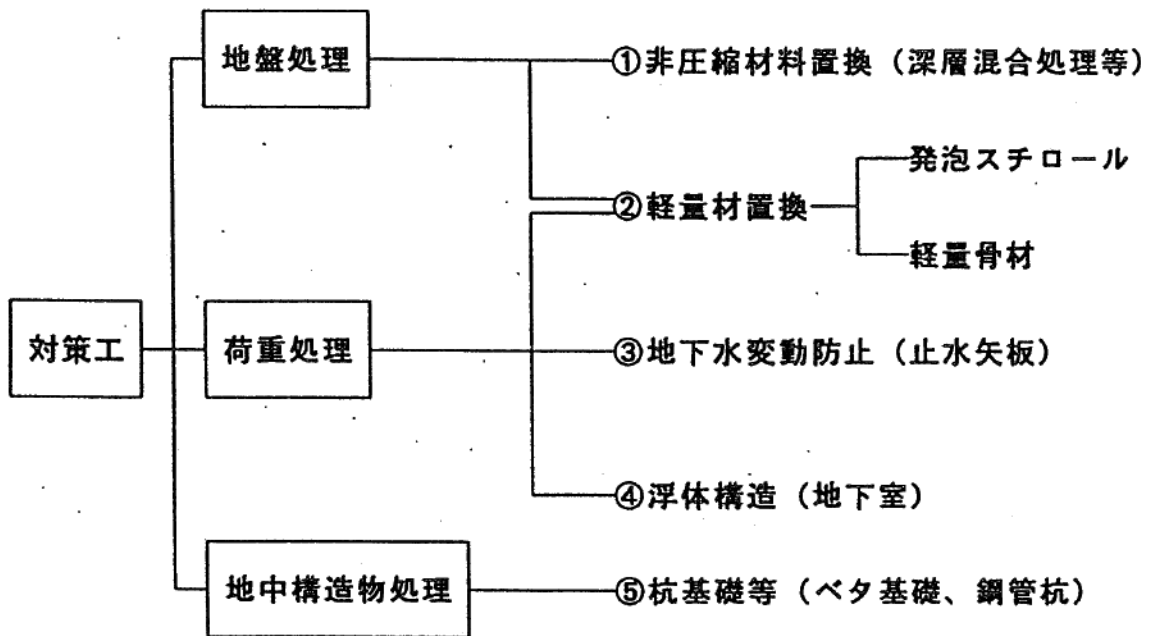 地盤処理
①非圧縮材料置換（深層混合処理等）
発泡スチロール
②軽量材置換
軽量骨材
対策工
荷重処理
③地下水変動防止（止水矢板）
④浮体構造（地下室）
地中構造物処理
⑤杭基礎等（ベタ基礎、鋼管杭）